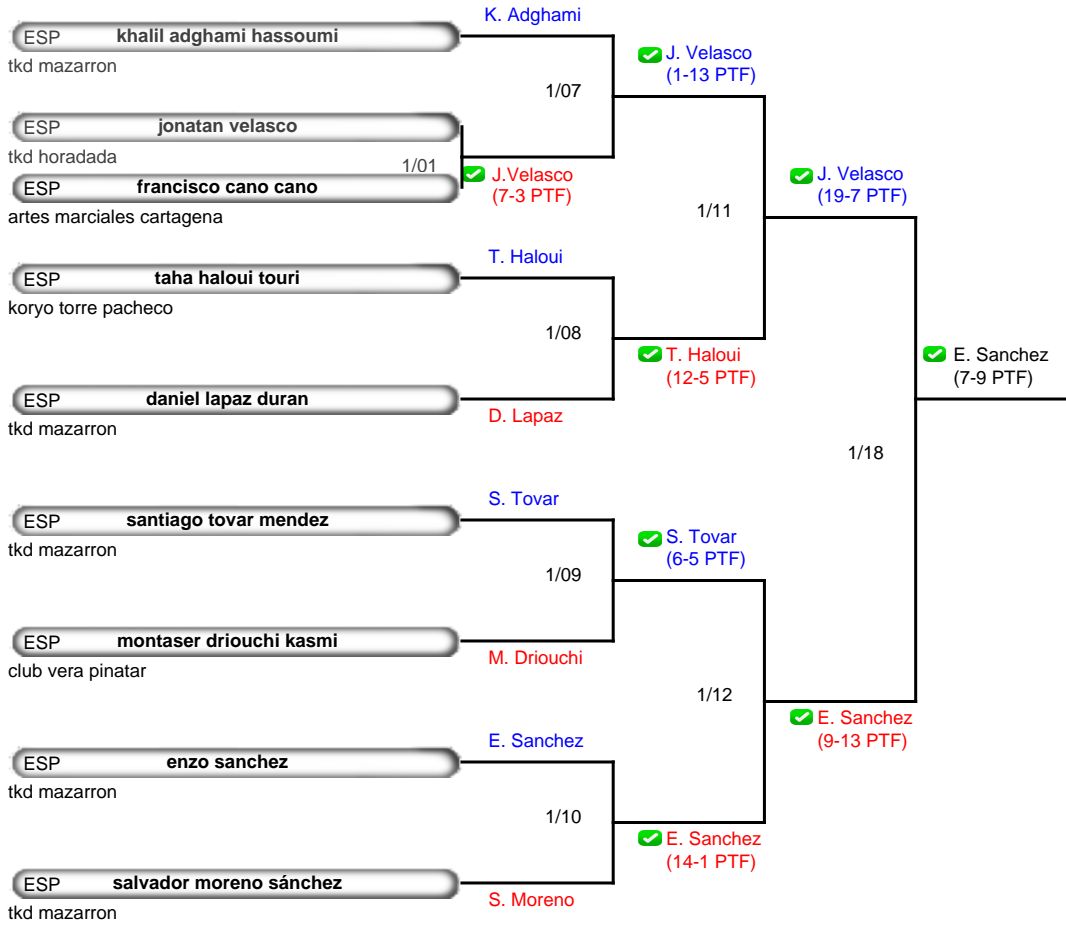 K. Adghami
ESP khalil adghami hassoumi
tkd mazarron
J. Velasco
(1-13 PTF)
1/07
ESP jonatan velasco
tkd horadada
1/01
J.Velasco
(7-3 PTF)
ESP francisco cano cano
artes marciales cartagena
J. Velasco
(19-7 PTF)
1/11
T. Haloui
ESP taha haloui touri
koryo torre pacheco
1/08
T. Haloui
(12-5 PTF)
E. Sanchez
(7-9 PTF)
ESP daniel lapaz duran
tkd mazarron
D. Lapaz
1/18
S. Tovar
ESP santiago tovar mendez
tkd mazarron
S. Tovar
(6-5 PTF)
1/09
ESP montaser driouchi kasmi
club vera pinatar
M. Driouchi
1/12
E. Sanchez
(9-13 PTF)
E. Sanchez
ESP enzo sanchez
tkd mazarron
1/10
E. Sanchez
(14-1 PTF)
ESP salvador moreno sánchez
tkd mazarron
S. Moreno